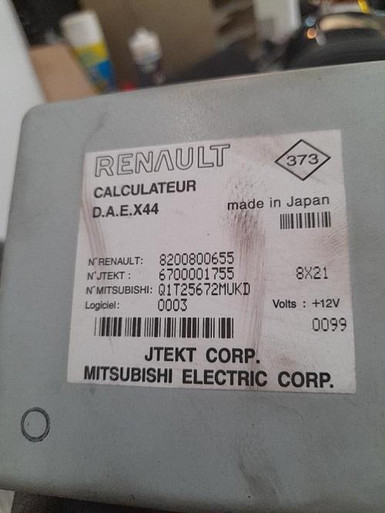 RENAULT
373
CALCULATEUR
D.A.E.X44
made in Japan
N°RENAULT: 8200800655
N°JTEKT : 6700001755 8X21
N°MITSUBISHI: Q1T25672MUKD
Logiciel: 0003 Volts : +12V
0099
JTEKT CORP.
MITSUBISHI ELECTRIC CORP.